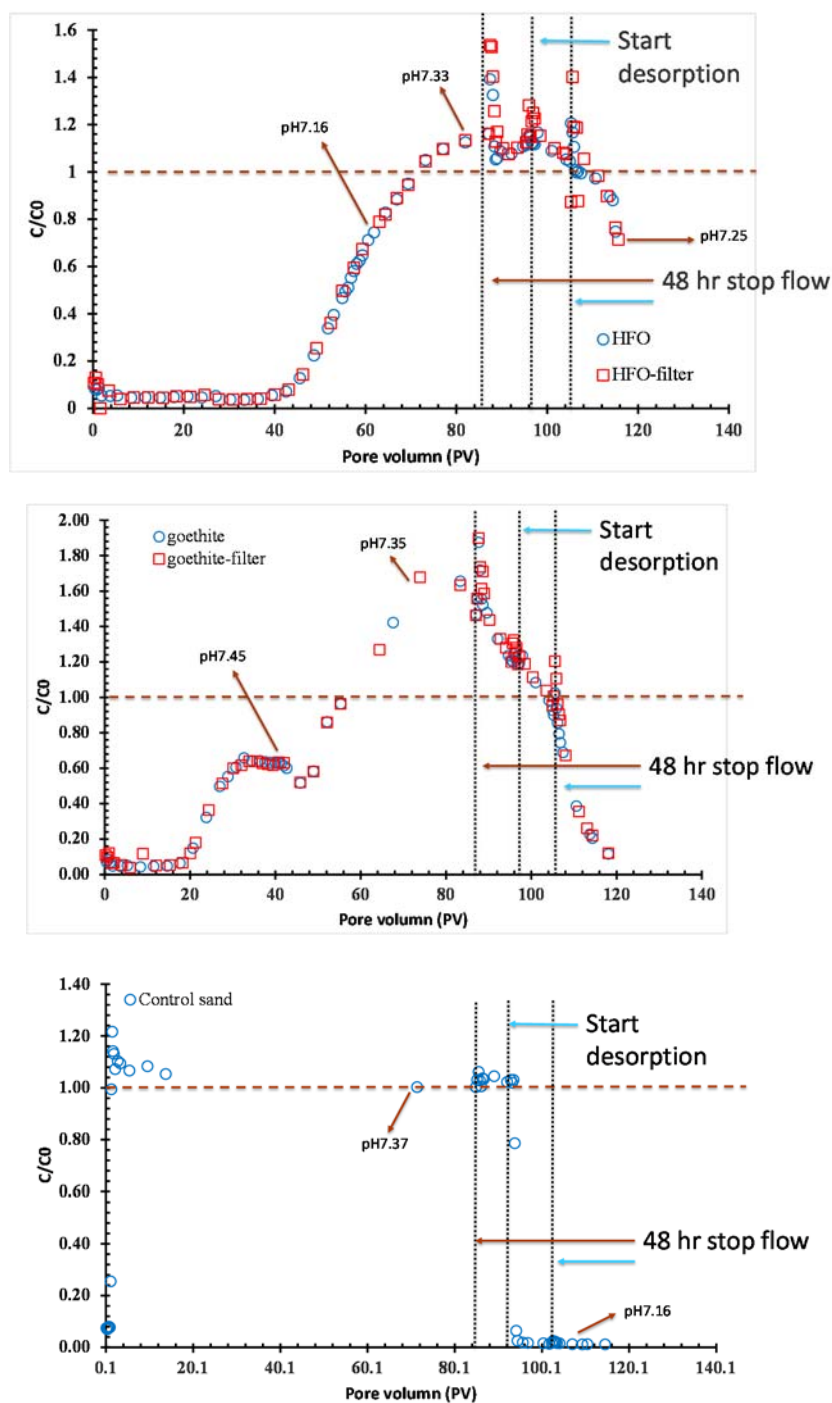 1.6
Start
desorption
pH7.33
1.4
pH7.16
1.2
1
C/C0
0.8
pH7.25
0.6
48 hr stop flow
0.4
HFO
0.2
HFO-filter
0
0 20 40 60 80 100 120 140
Pore volumn (PV)
2.00
goethite
Start
desorption
1.80
goethite-filter
pH7.35
1.60
1.40
pH7.45
1.20
C/C0
1.00
0.80
48 hr stop flow
0.60
0.40
0.20
0.00
0 20 40 60 80 100 120 140
Pore volumn (PV)
1.40
Control sand
Start
desorption
1.20
1.00
pH7.37
C/C0
0.80
0.60
48 hr stop flow
0.40
pH7.16
0.20
0.00
0.1 20.1 40.1 60.1 80.1 100.1 120.1 140.1
Pore volumn (PV)